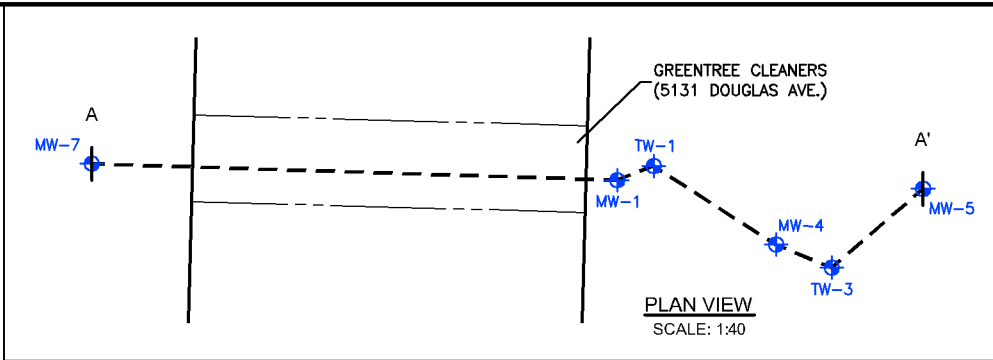 GREENTREE CLEANERS
(5131 DOUGLAS AVE.)
A
A'
MW-7
TW-1
MW-1
MW-5
MW-4
TW-3
PLAN VIEW
SCALE: 1:40